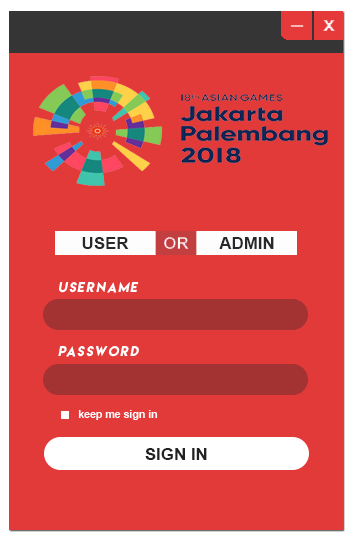 — X
18th ASIAN GAMES
Jakarta
Palembang
2018
USER OR ADMIN
USERNAME
PASSWORD
keep me sign in
SIGN IN